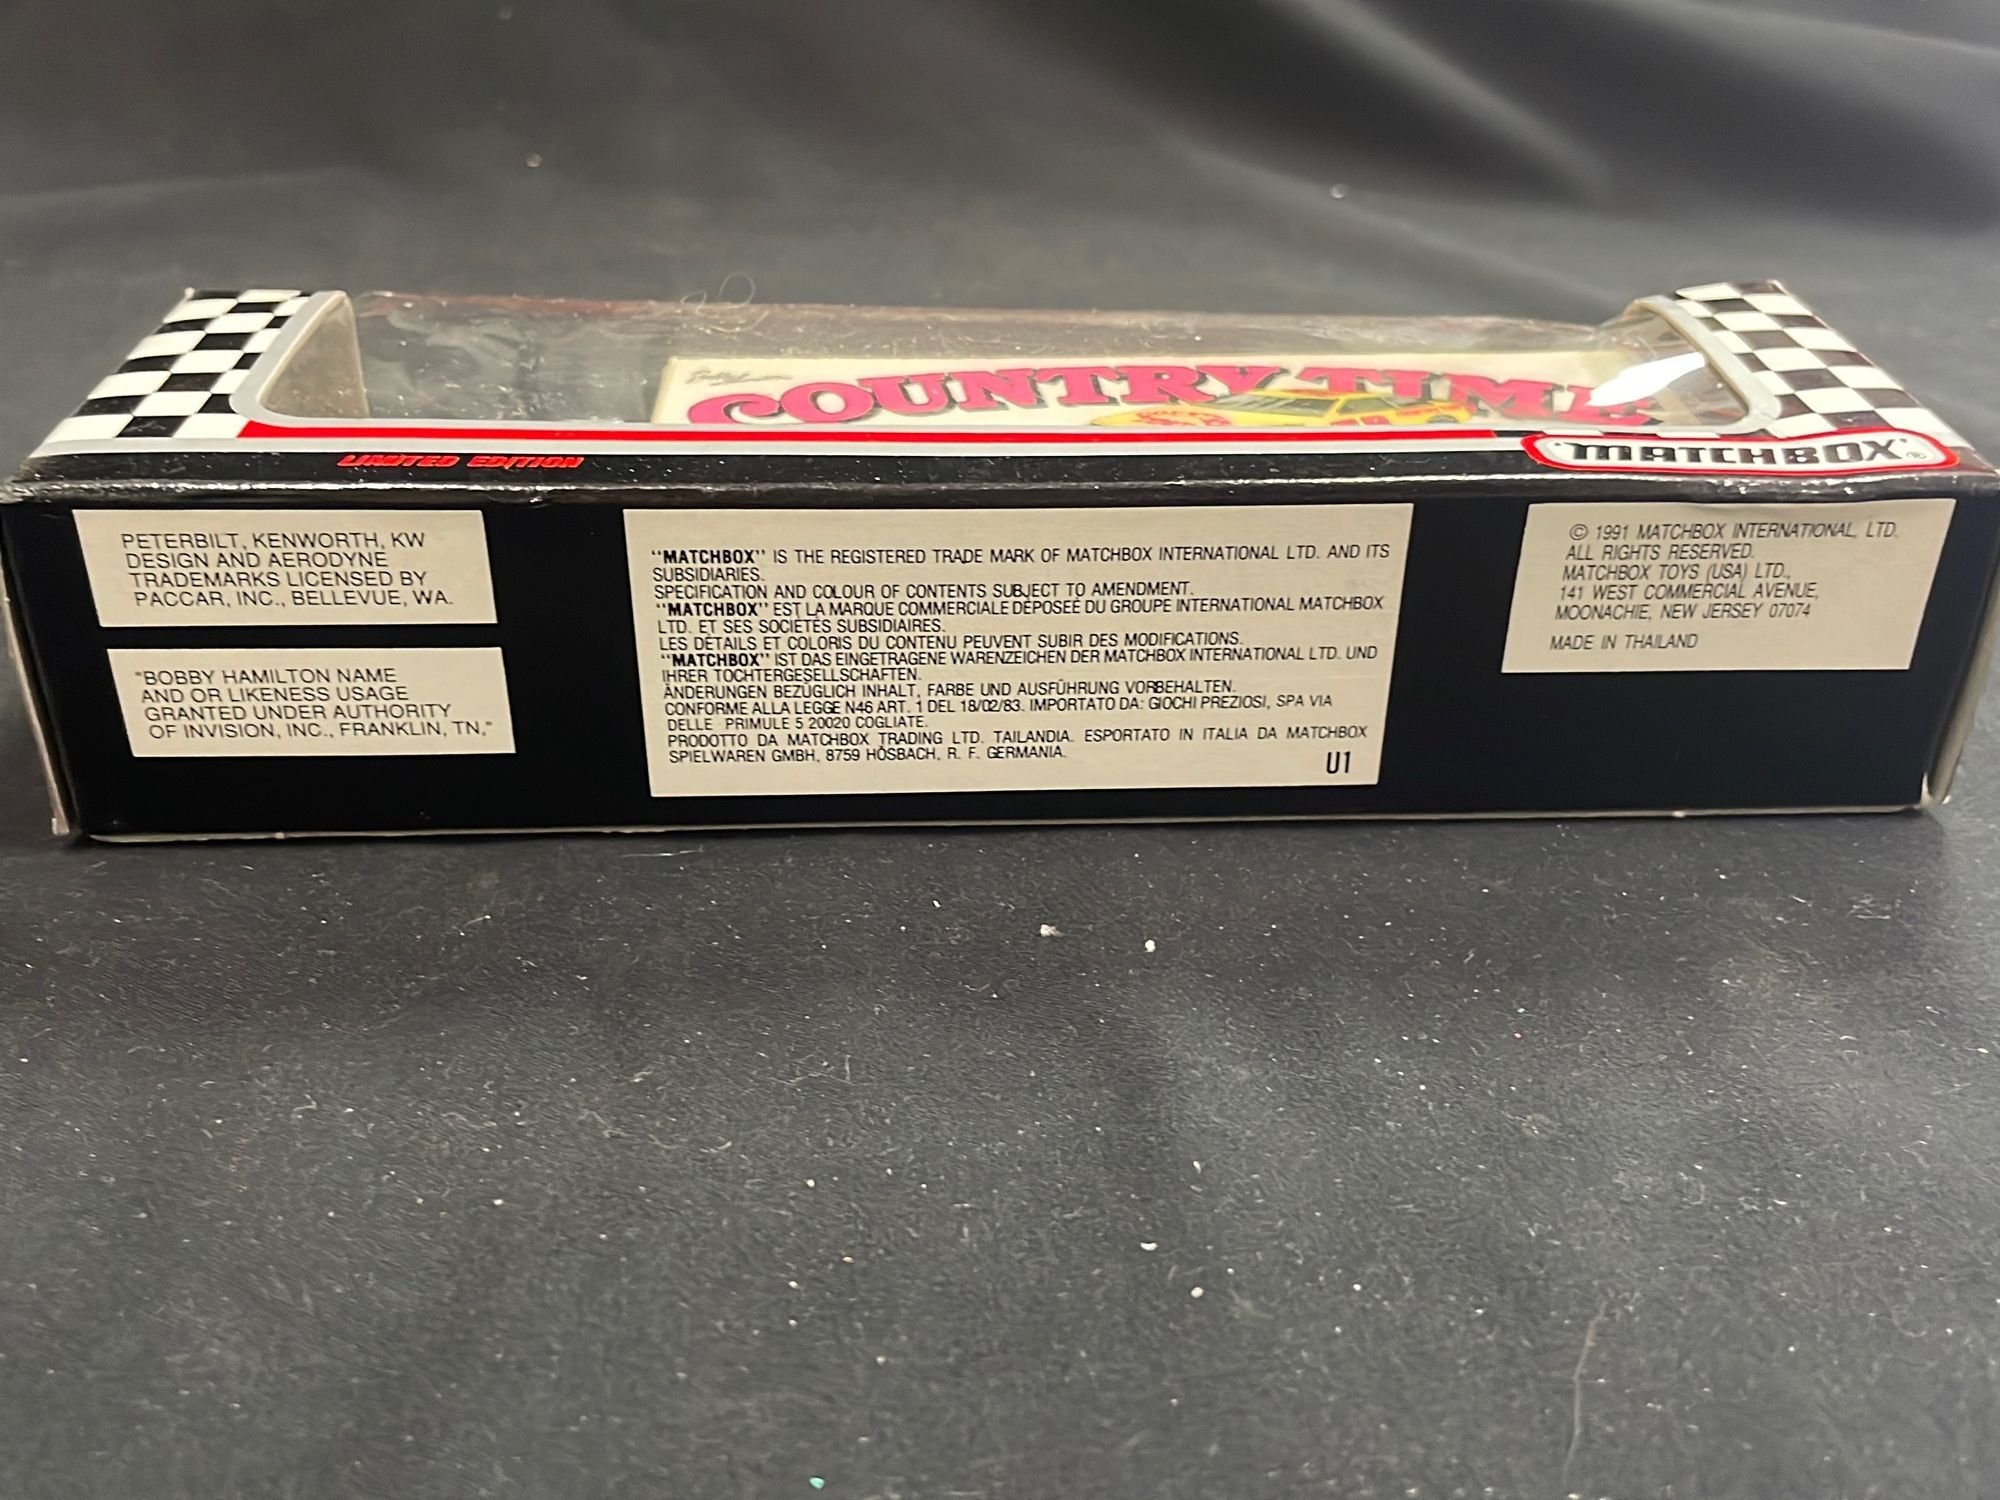 COUNTRY TIME
LIMITED EDITION
"MATCHBOX"®
PETERBILT, KENWORTH, KW
DESIGN AND AERODYNE
TRADEMARKS LICENSED BY
PACCAR, INC., BELLEVUE, WA.
"BOBBY HAMILTON NAME
AND OR LIKENESS USAGE
GRANTED UNDER AUTHORITY
OF INVISION, INC., FRANKLIN, TN,"
"MATCHBOX" IS THE REGISTERED TRADE MARK OF MATCHBOX INTERNATIONAL LTD. AND ITS
SUBSIDIARIES.
SPECIFICATION AND COLOUR OF CONTENTS SUBJECT TO AMENDMENT.
"MATCHBOX" EST LA MARQUE COMMERCIALE DÉPOSEÉ DU GROUPE INTERNATIONAL MATCHBOX
LTD. ET SES SOCIÉTÉS SUBSIDIAIRES.
LES DÉTAILS ET COLORIS DU CONTENU PEUVENT SUBIR DES MODIFICATIONS.
"MATCHBOX" IST DAS EINGETRAGENE WARENZEICHEN DER MATCHBOX INTERNATIONAL LTD. UND
IHRER TOCHTERGESELLSCHAFTEN.
ÄNDERUNGEN BEZÜGLICH INHALT, FARBE UND AUSFÜHRUNG VORBEHALTEN.
CONFORME ALLA LEGGE N46 ART. 1 DEL 18/02/83. IMPORTATO DA: GIOCHI PREZIOSI, SPA VIA
DELLE PRIMULE 5 20020 COGLIATE.
PRODOTTO DA MATCHBOX TRADING LTD. TAILANDIA. ESPORTATO IN ITALIA DA MATCHBOX
SPIELWAREN GMBH, 8759 HÖSBACH, R. F. GERMANIA.
U1
© 1991 MATCHBOX INTERNATIONAL, LTD.
ALL RIGHTS RESERVED.
MATCHBOX TOYS (USA) LTD.,
141 WEST COMMERCIAL AVENUE,
MOONACHIE, NEW JERSEY 07074
MADE IN THAILAND